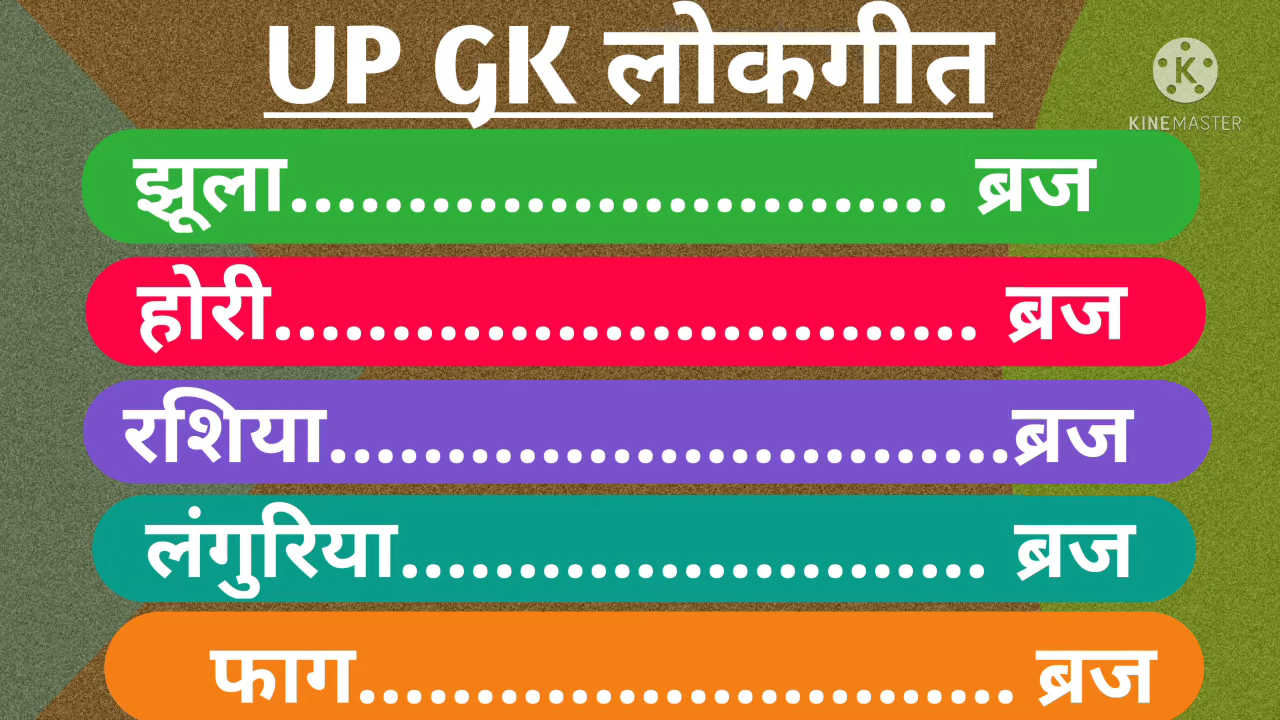 UP GK लोकगीत
KINEMASTER
झूला............................ ब्रज
होरी.............................. ब्रज
रशिया.............................ब्रज
लंगुरिया......................... ब्रज
फाग............................ ब्रज